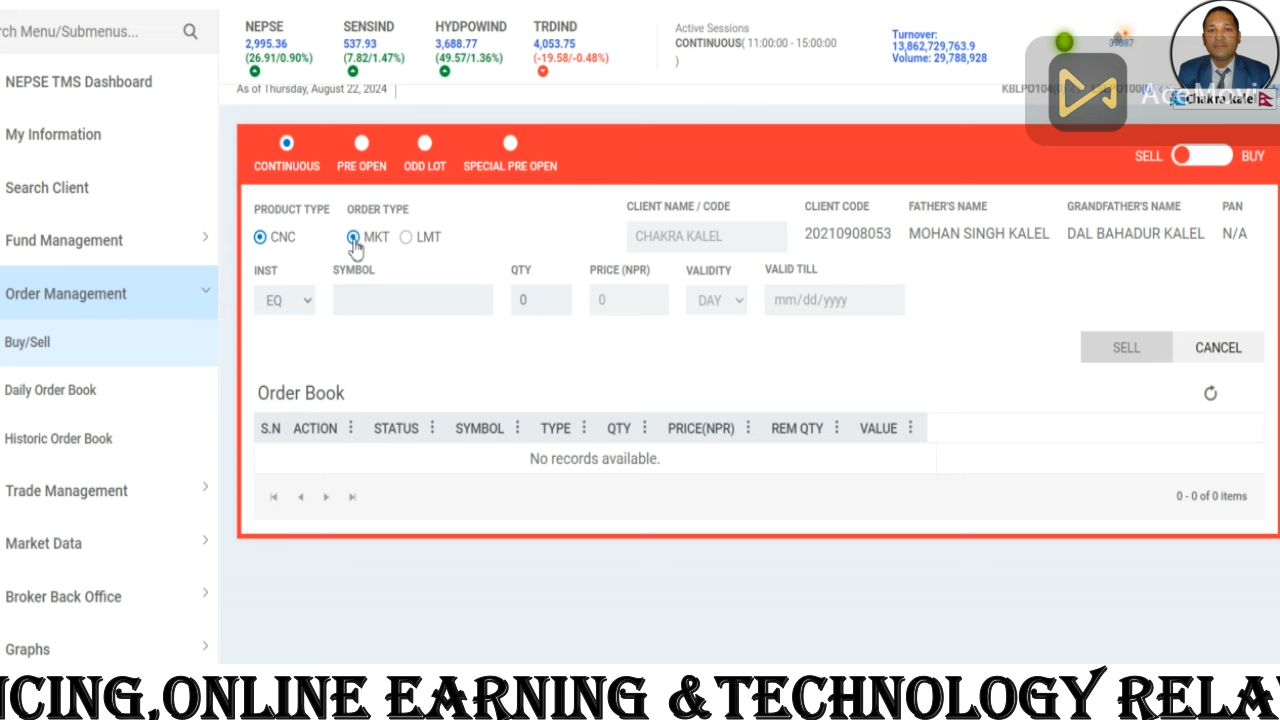 ch Menu/Submenus...
NEPSE TMS Dashboard
My Information
Search Client
Fund Management
Order Management
Buy/Sell
Daily Order Book
Historic Order Book
Trade Management
Market Data
Broker Back Office
Graphs
NEPSE SENSIND HYDPOWIND TRDIND
2,995.36 537.93 3,688.77 4,053.75
(26.91/0.90%) (7.82/1.47%) (49.57/1.36%) (-19.58/-0.48%)
Active Sessions
CONTINUOUS( 11:00:00 - 15:00:00
)
Turnover:
13,862,729,763.9
Volume: 29,788,928
As of Thursday, August 22, 2024
Chakra kalel
CONTINUOUS PRE OPEN ODD LOT SPECIAL PRE OPEN
SELL BUY
PRODUCT TYPE ORDER TYPE CLIENT NAME / CODE CLIENT CODE FATHER'S NAME GRANDFATHER'S NAME PAN
CNC MKT LMT CHAKRA KALEL 20210908053 MOHAN SINGH KALEL DAL BAHADUR KALEL N/A
INST SYMBOL QTY PRICE (NPR) VALIDITY VALID TILL
EQ 0 0 DAY mm/dd/yyyy
SELL CANCEL
Order Book
S.N ACTION STATUS SYMBOL TYPE QTY PRICE(NPR) REM QTY VALUE
No records available.
0 - 0 of 0 items
NCING,ONLINE EARNING &TECHNOLOGY RELA